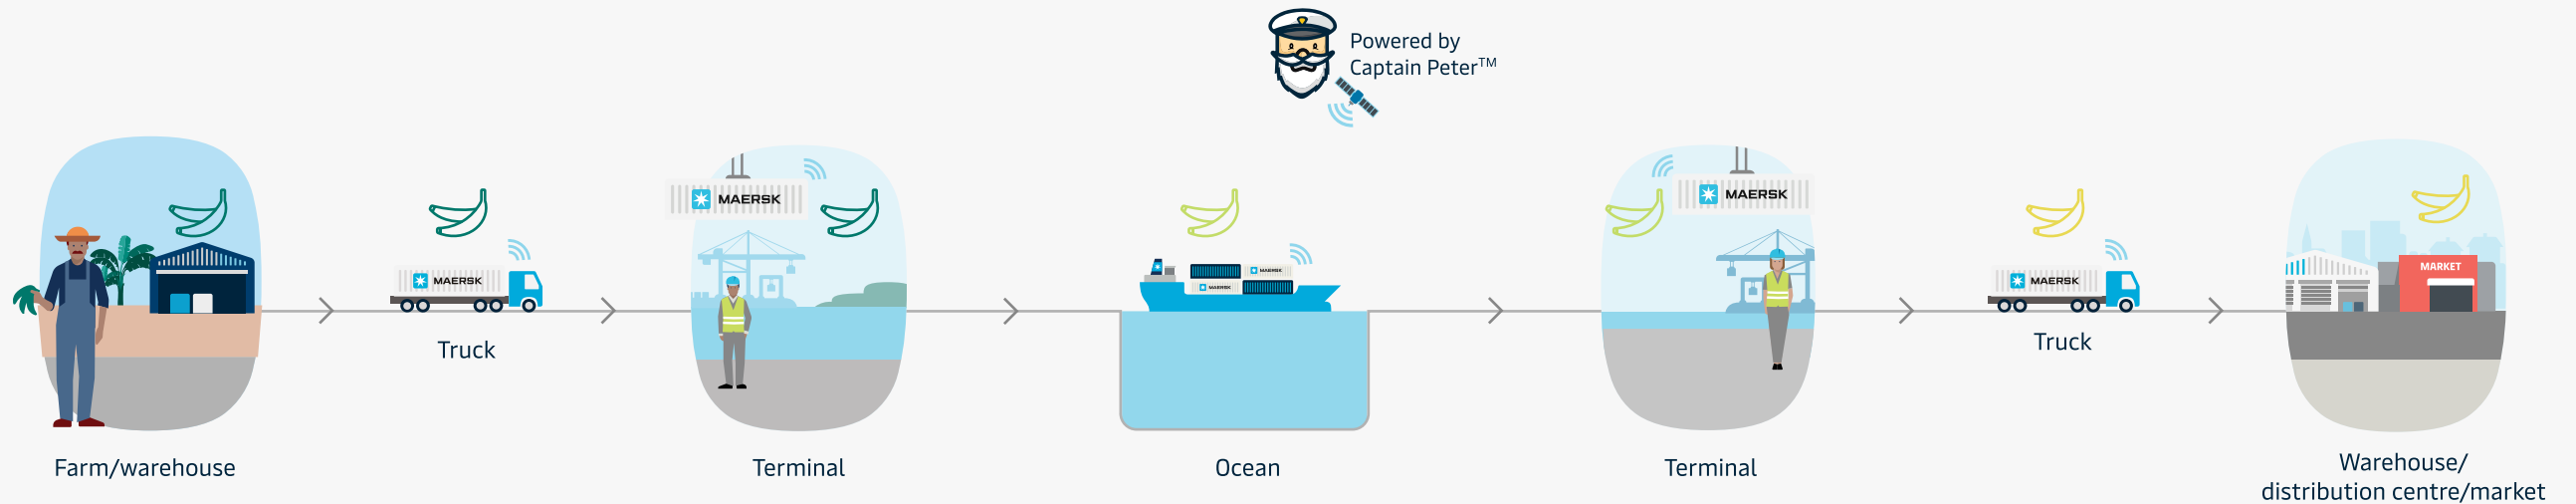 Powered by
Captain Peter™
MAERSK
MAERSK
MAERSK
MAERSK
MAERSK
MAERSK
MARKET
Truck
Truck
Farm/warehouse
Terminal
Ocean
Terminal
Warehouse/
distribution centre/market